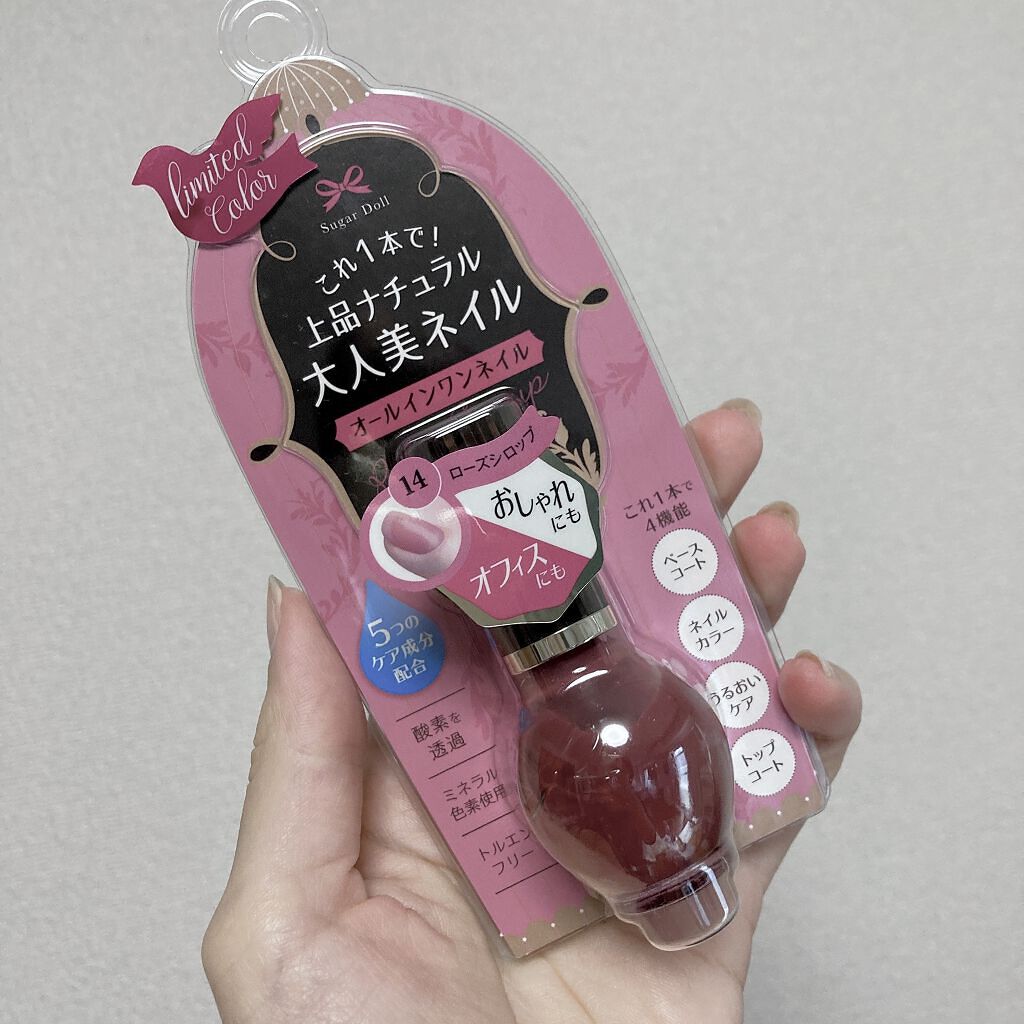 limited
Color
Sugar Doll
これ1本で!
上品ナチュラル
大人美ネイル
オールインワンネイル
14
ローズシロップ
おしゃれ
にも
オフィス
にも
5つの
ケア成分
配合
酸素を
透過
ミネラル
色素使用
トルエン
フリー
これ1本で
4機能
ベース
コート
ネイル
カラー
うるおい
ケア
トップ
コート